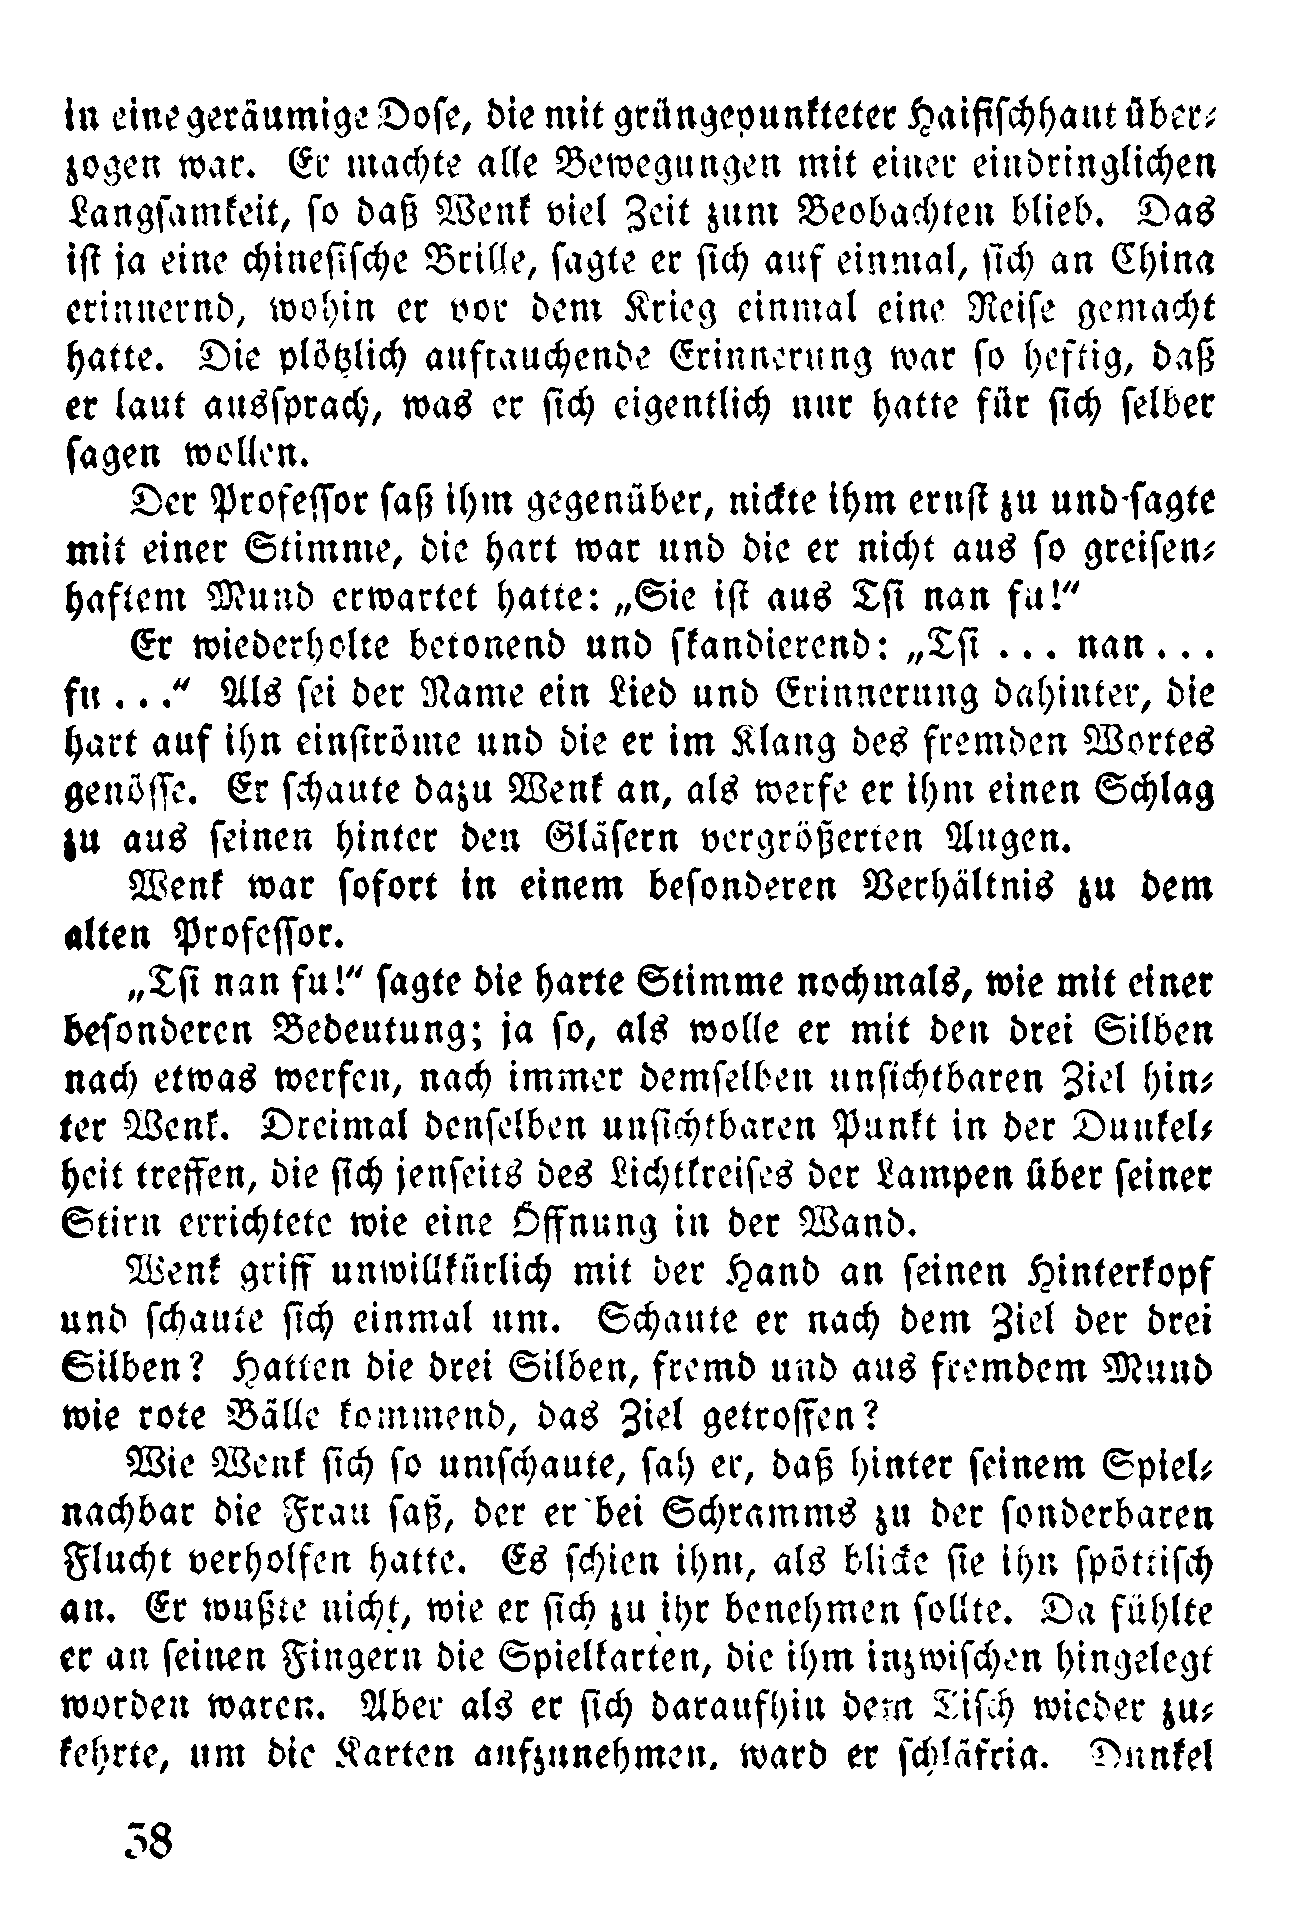 in eine geräumige Dose, die mit grüngepunkteter Haifischhaut über-
zogen war. Er machte alle Bewegungen mit einer eindringlichen
Langsamkeit, so daß Wenk viel Zeit zum Beobachten blieb. Das
ist ja eine chinesische Brille, sagte er sich auf einmal, sich an China
erinnernd, wohin er vor dem Krieg einmal eine Reise gemacht
hatte. Die plötzlich auftauchende Erinnerung war so heftig, daß
er laut aussprach, was er sich eigentlich nur hatte für sich selber
sagen wollen.
Der Professor saß ihm gegenüber, nickte ihm ernst zu und sagte
mit einer Stimme, die hart war und die er nicht aus so greisen-
haftem Mund erwartet hatte: „Sie ist aus Tsi nan fu!“
Er wiederholte betonend und skandierend: „Tsi ... nan ...
fu ...“ Als sei der Name ein Lied und Erinnerung dahinter, die
hart auf ihn einströme und die er im Klang des fremden Wortes
genösse. Er schaute dazu Wenk an, als werfe er ihm einen Schlag
zu aus seinen hinter den Gläsern vergrößerten Augen.
Wenk war sofort in einem besonderen Verhältnis zu dem
alten Professor.
„Tsi nan fu!“ sagte die harte Stimme nochmals, wie mit einer
besonderen Bedeutung; ja so, als wolle er mit den drei Silben
nach etwas werfen, nach immer demselben unsichtbaren Ziel hin-
ter Wenk. Dreimal denselben unsichtbaren Punkt in der Dunkel-
heit treffen, die sich jenseits des Lichtkreises der Lampen über seiner
Stirn errichtete wie eine Öffnung in der Wand.
Wenk griff unwillkürlich mit der Hand an seinen Hinterkopf
und schaute sich einmal um. Schaute er nach dem Ziel der drei
Silben? Hatten die drei Silben, fremd und aus fremdem Mund
wie rote Bälle kommend, das Ziel getroffen?
Wie Wenk sich so umschaute, sah er, daß hinter seinem Spiel-
nachbar die Frau saß, der er bei Schramms zu der sonderbaren
Flucht verholfen hatte. Es schien ihm, als blicke sie ihn spöttisch
an. Er wußte nicht, wie er sich zu ihr benehmen sollte. Da fühlte
er an seinen Fingern die Spielkarten, die ihm inzwischen hingelegt
worden waren. Aber als er sich daraufhin dem Tisch wieder zu-
kehrte, um die Karten aufzunehmen, ward er schläfrig. Dunkel
38